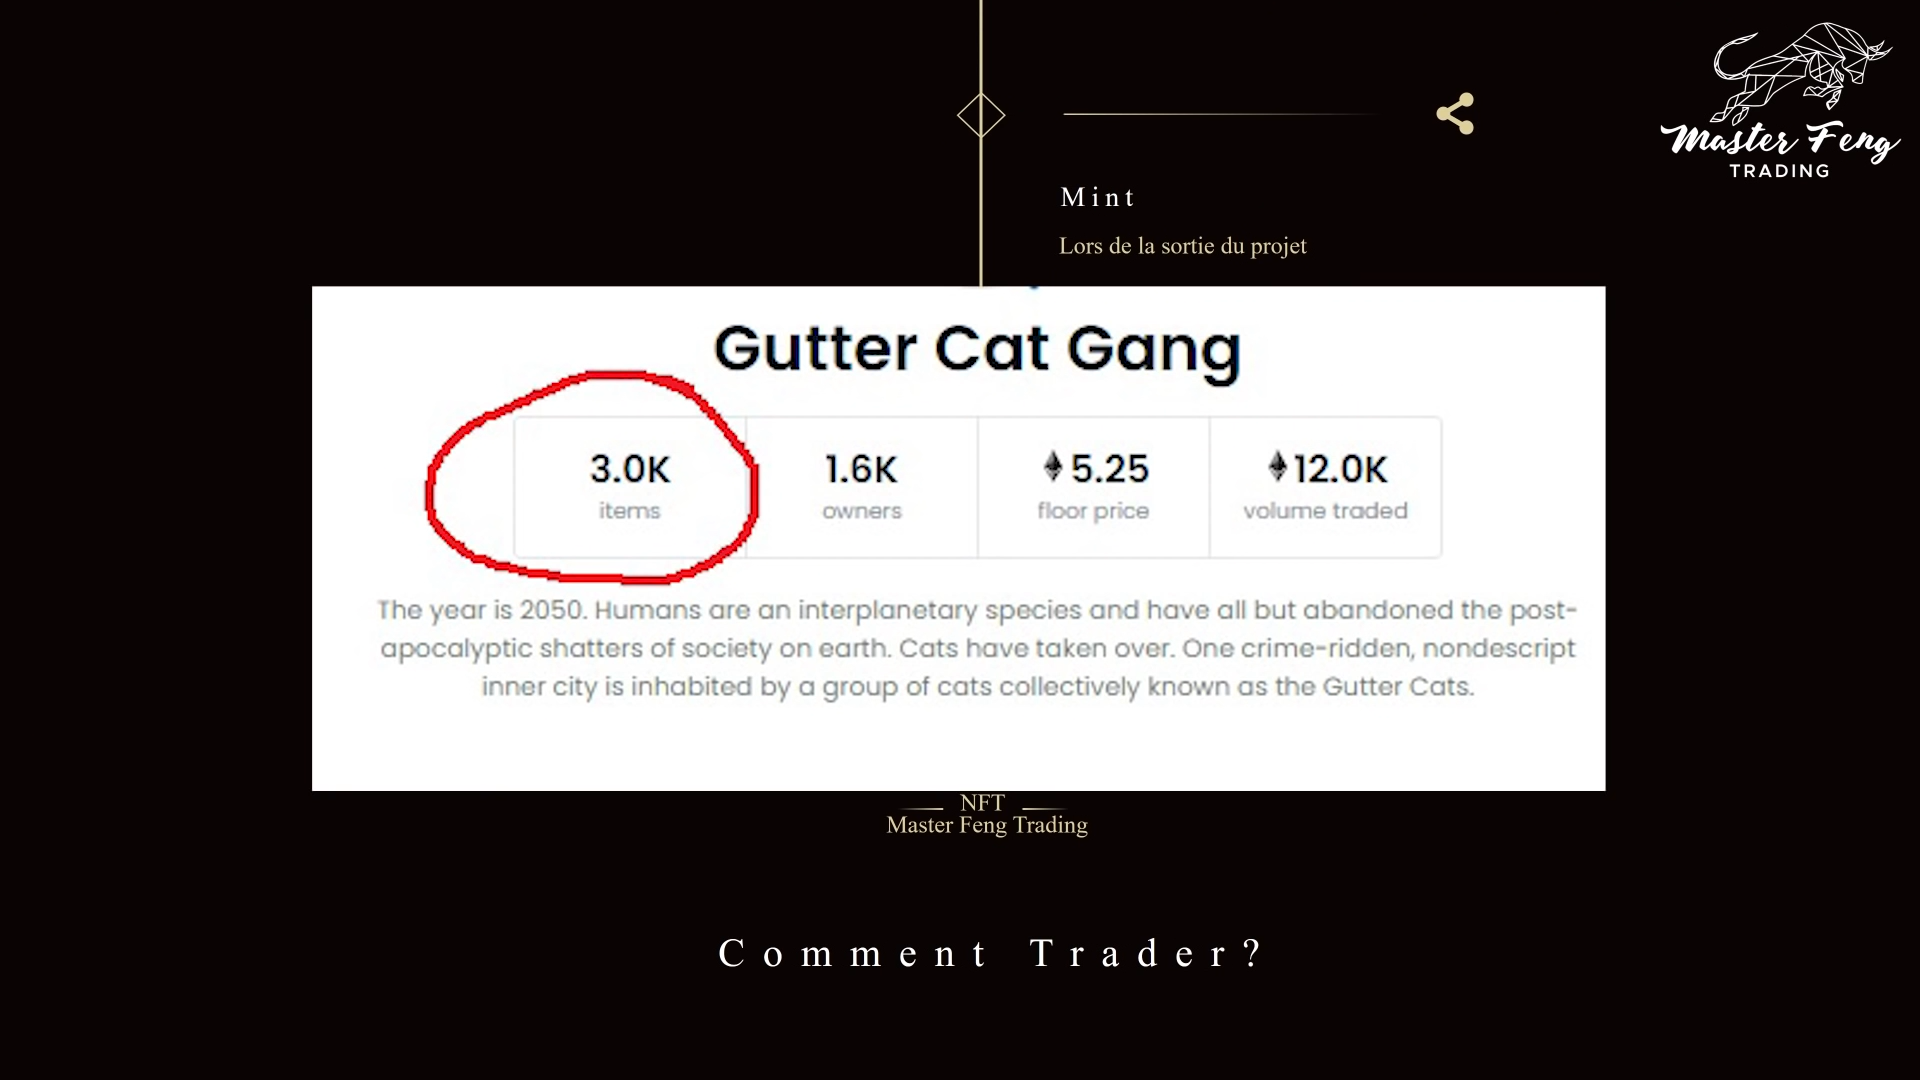 Master Feng
TRADING
Mint
Lors de la sortie du projet
Gutter Cat Gang
3.0K
items
1.6K
owners
5.25
floor price
12.0K
volume traded
The year is 2050. Humans are an interplanetary species and have all but abandoned the post-
apocalyptic shatters of society on earth. Cats have taken over. One crime-ridden, nondescript
inner city is inhabited by a group of cats collectively known as the Gutter Cats.
NFT
Master Feng Trading
Comment Trader?